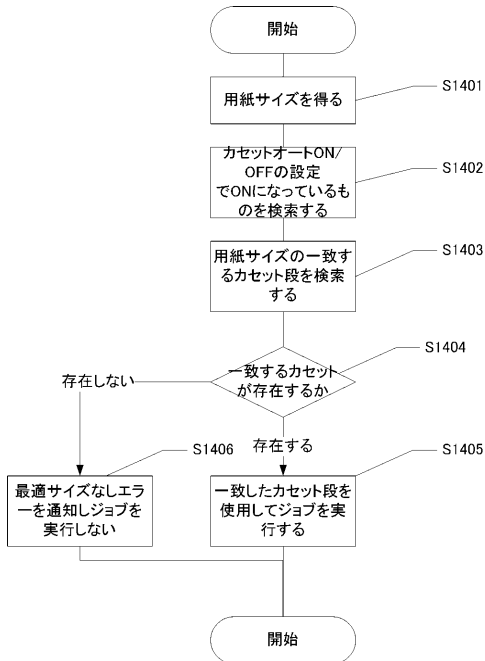 開始
用紙サイズを得る
S1401
カセットオートON/
OFFの設定
でONになっているも
のを検索する
S1402
用紙サイズの一致す
るカセット段を検索
する
S1403
一致するカセット
が存在するか
S1404
存在しない
存在する
最適サイズなしエラ
ーを通知しジョブを
実行しない
S1406
一致したカセット段を
使用してジョブを実
行する
S1405
開始